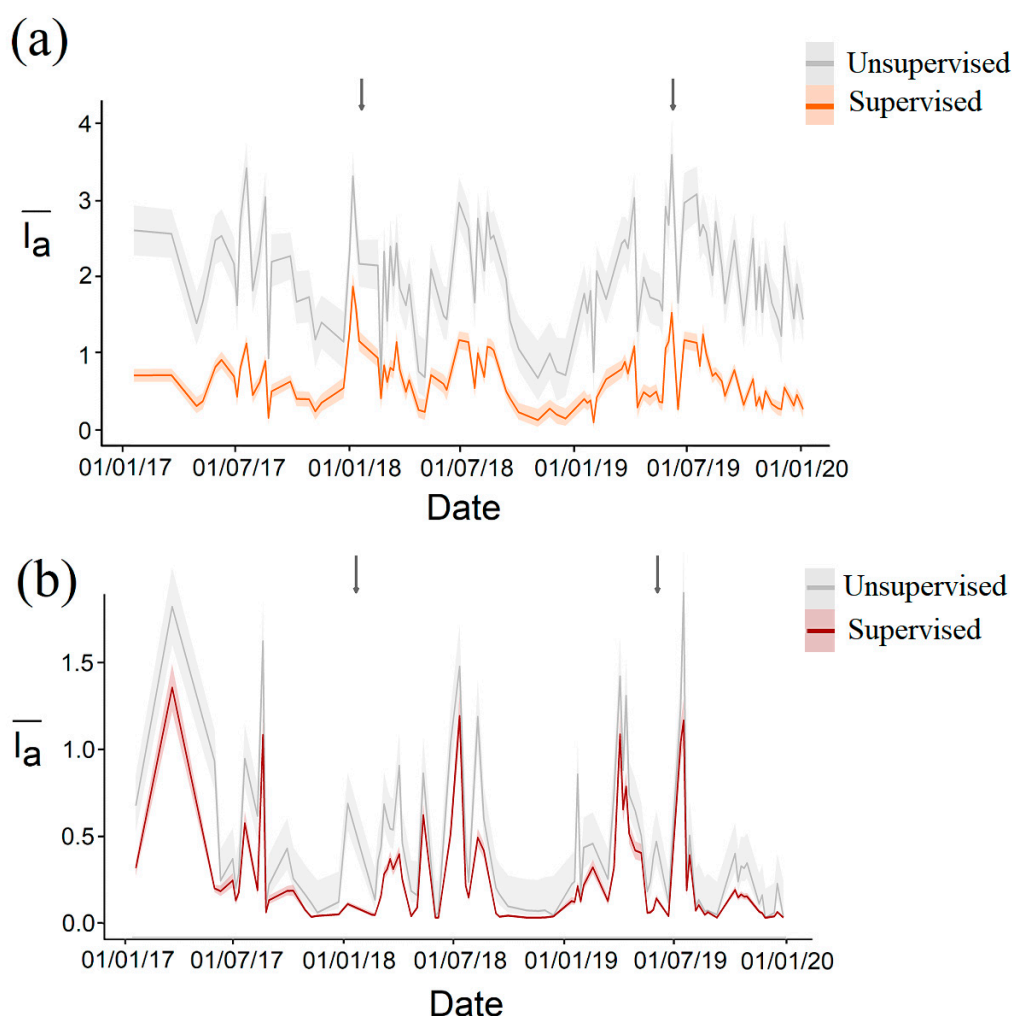 (a)
Unsupervised
Supervised
4
3
2
1
0
Ia
01/01/17 01/07/17 01/01/18 01/07/18 01/01/19 01/07/19 01/01/20
Date
(b)
Unsupervised
Supervised
1.5
1.0
0.5
0.0
Ia
01/01/17 01/07/17 01/01/18 01/07/18 01/01/19 01/07/19 01/01/20
Date